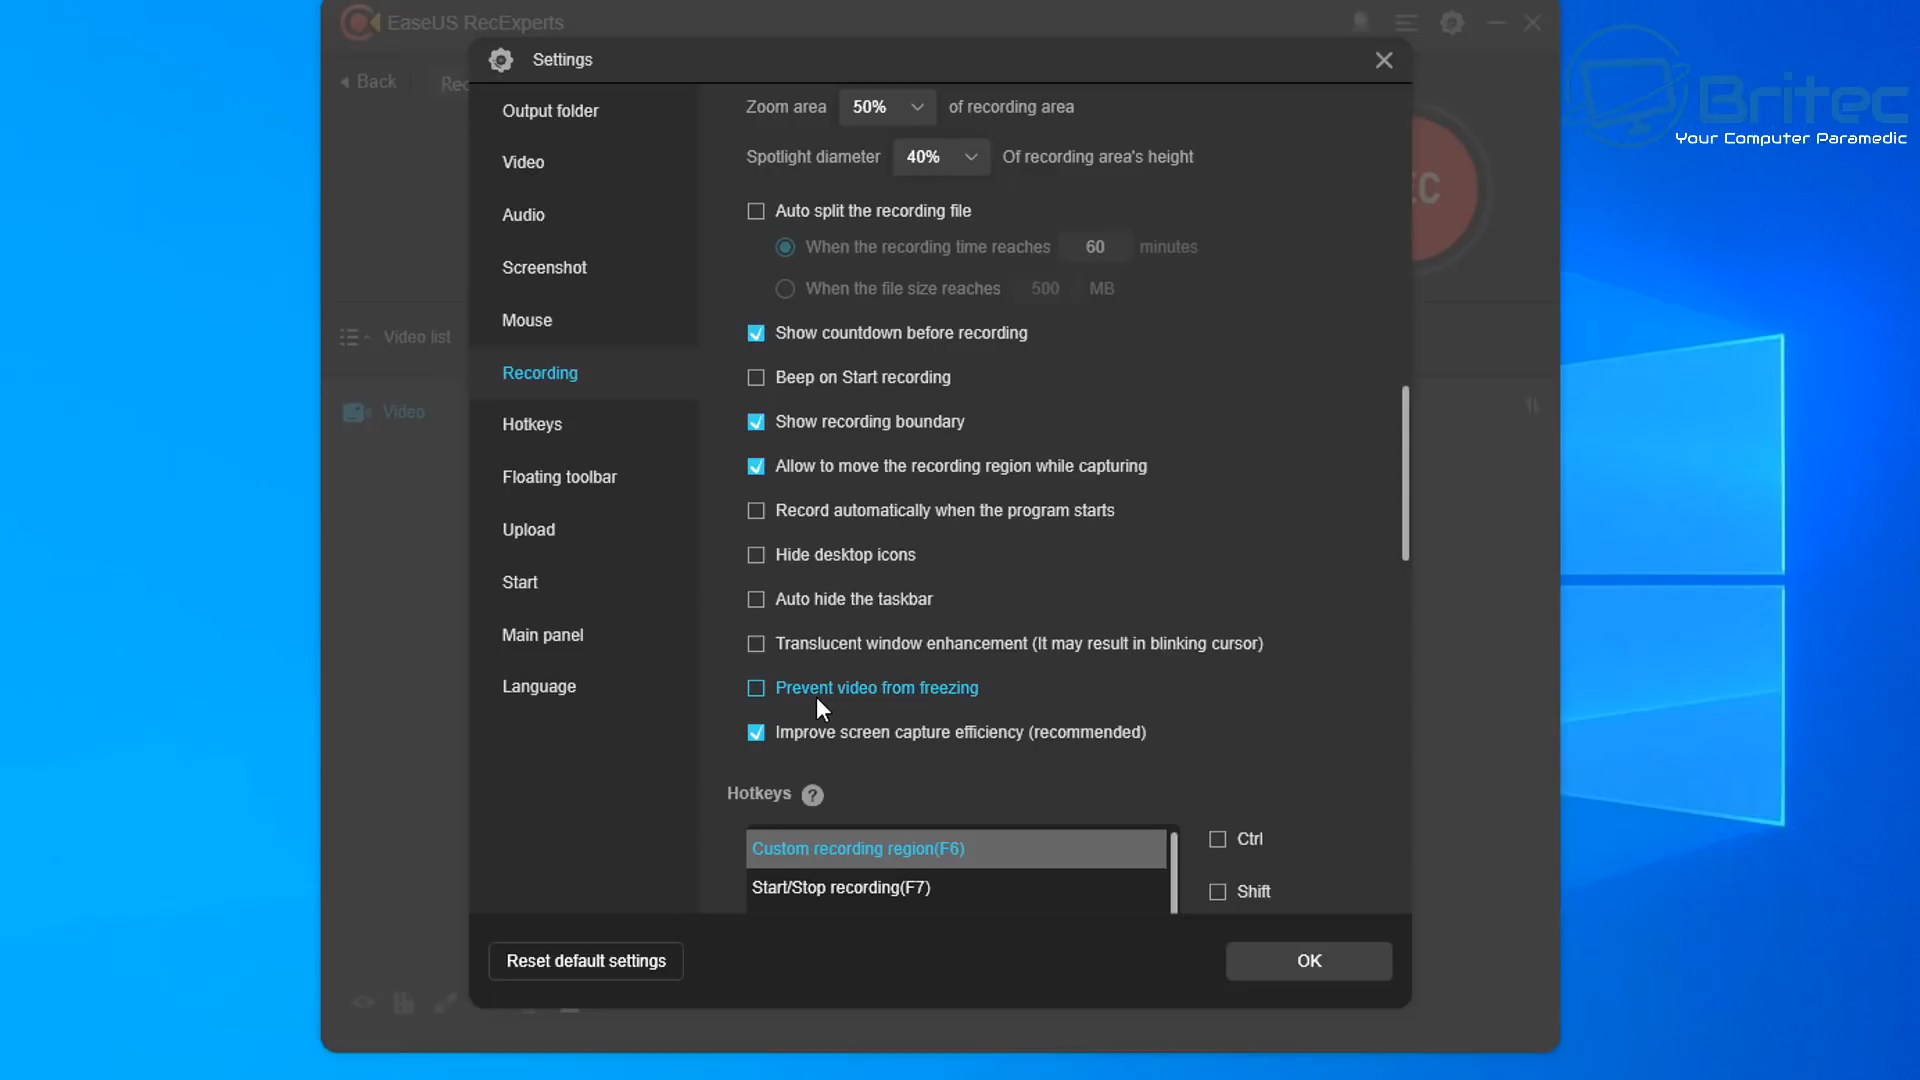 EaseUS RecExperts
Settings
Back
Rec
Output folder
Video
Audio
Screenshot
Mouse
Recording
Hotkeys
Floating toolbar
Upload
Start
Main panel
Language
Video list
Video
Zoom area 50% of recording area
Spotlight diameter 40% Of recording area's height
Auto split the recording file
When the recording time reaches 60 minutes
When the file size reaches 500 MB
Show countdown before recording
Beep on Start recording
Show recording boundary
Allow to move the recording region while capturing
Record automatically when the program starts
Hide desktop icons
Auto hide the taskbar
Translucent window enhancement (It may result in blinking cursor)
Prevent video from freezing
Improve screen capture efficiency (recommended)
Hotkeys ?
Custom recording region(F6)
Start/Stop recording(F7)
Ctrl
Shift
Reset default settings
OK
EC
Britec
Your Computer Paramedic